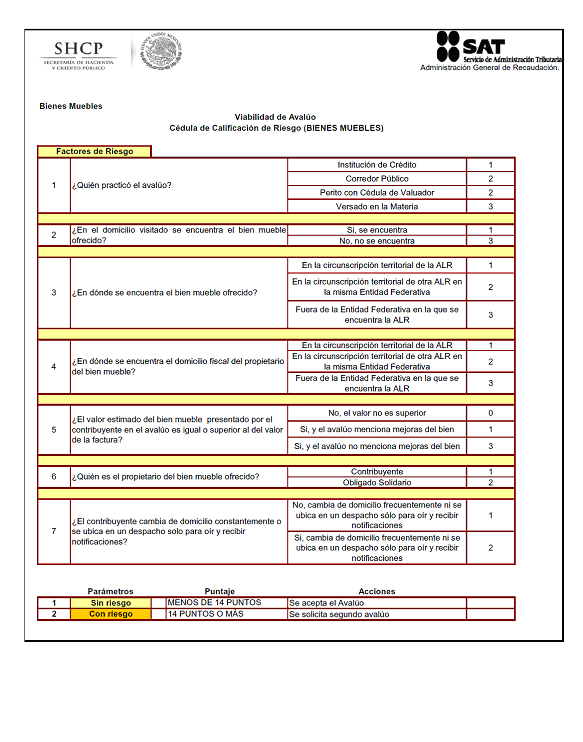 SHCP
SECRETARÍA DE HACIENDA
Y CRÉDITO PÚBLICO
ESTADOS UNIDOS MEXICANOS
SAT
Servicio de Administración Tributaria
Administración General de Recaudación.
Bienes Muebles
Viabilidad de Avalúo
Cédula de Calificación de Riesgo (BIENES MUEBLES)
Factores de Riesgo
1
¿Quién practicó el avalúo?
Institución de Crédito 1
Corredor Público 2
Perito con Cédula de Valuador 2
Versado en la Materia 3
2
¿En el domicilio visitado se encuentra el bien mueble
ofrecido?
Si, se encuentra 1
No, no se encuentra 3
3
¿En dónde se encuentra el bien mueble ofrecido?
En la circunscripción territorial de la ALR 1
En la circunscripción territorial de otra ALR en
la misma Entidad Federativa
2
Fuera de la Entidad Federativa en la que se
encuentra la ALR
3
4
¿En dónde se encuentra el domicilio fiscal del propietario
del bien mueble?
En la circunscripción territorial de la ALR 1
En la circunscripción territorial de otra ALR en
la misma Entidad Federativa
2
Fuera de la Entidad Federativa en la que se
encuentra la ALR
3
5
¿El valor estimado del bien mueble presentado por el
contribuyente en el avalúo es igual o superior al del valor
de la factura?
No, el valor no es superior 0
Si, y el avalúo menciona mejoras del bien 1
Si, y el avalúo no menciona mejoras del bien 3
6
¿Quién es el propietario del bien mueble ofrecido?
Contribuyente 1
Obligado Solidario 2
7
¿El contribuyente cambia de domicilio constantemente o
se ubica en un despacho solo para oír y recibir
notificaciones?
No, cambia de domicilio frecuentemente ni se
ubica en un despacho sólo para oír y recibir
notificaciones
1
Si, cambia de domicilio frecuentemente ni se
ubica en un despacho sólo para oír y recibir
notificaciones
2
Parámetros Puntaje Acciones
1 Sin riesgo MENOS DE 14 PUNTOS Se acepta el Avalúo
2 Con riesgo 14 PUNTOS O MÁS Se solicita segundo avalúo